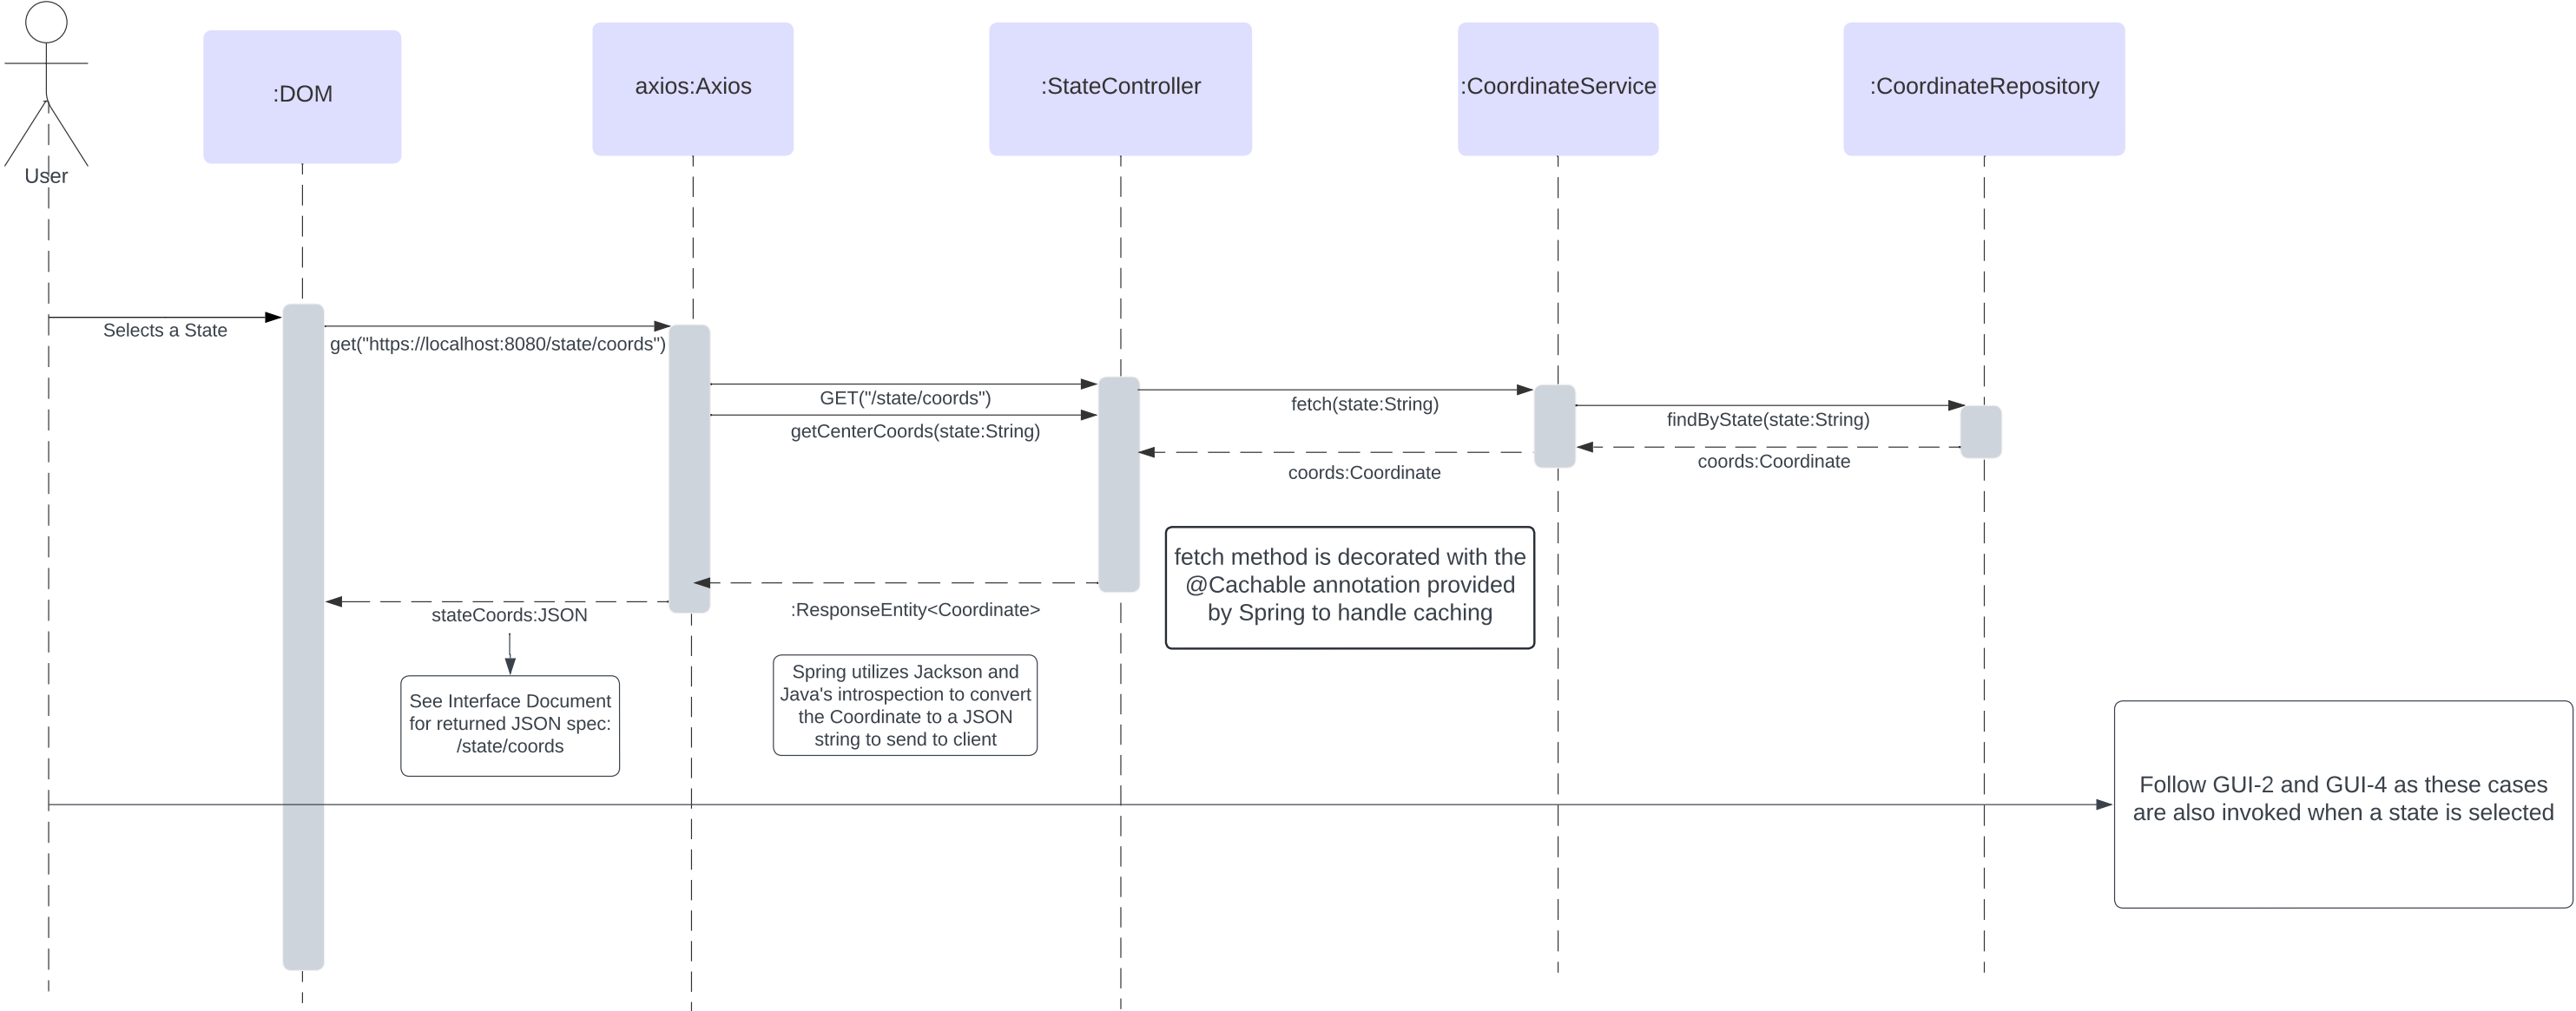 User
:DOM
axios:Axios
:StateController
:CoordinateService
:CoordinateRepository
Selects a State
get("https://localhost:8080/state/coords")
GET("/state/coords")
getCenterCoords(state:String)
fetch(state:String)
findByState(state:String)
coords:Coordinate
coords:Coordinate
fetch method is decorated with the
@Cachable annotation provided
by Spring to handle caching
:ResponseEntity<Coordinate>
stateCoords:JSON
See Interface Document
for returned JSON spec:
/state/coords
Spring utilizes Jackson and
Java's introspection to convert
the Coordinate to a JSON
string to send to client
Follow GUI-2 and GUI-4 as these cases
are also invoked when a state is selected